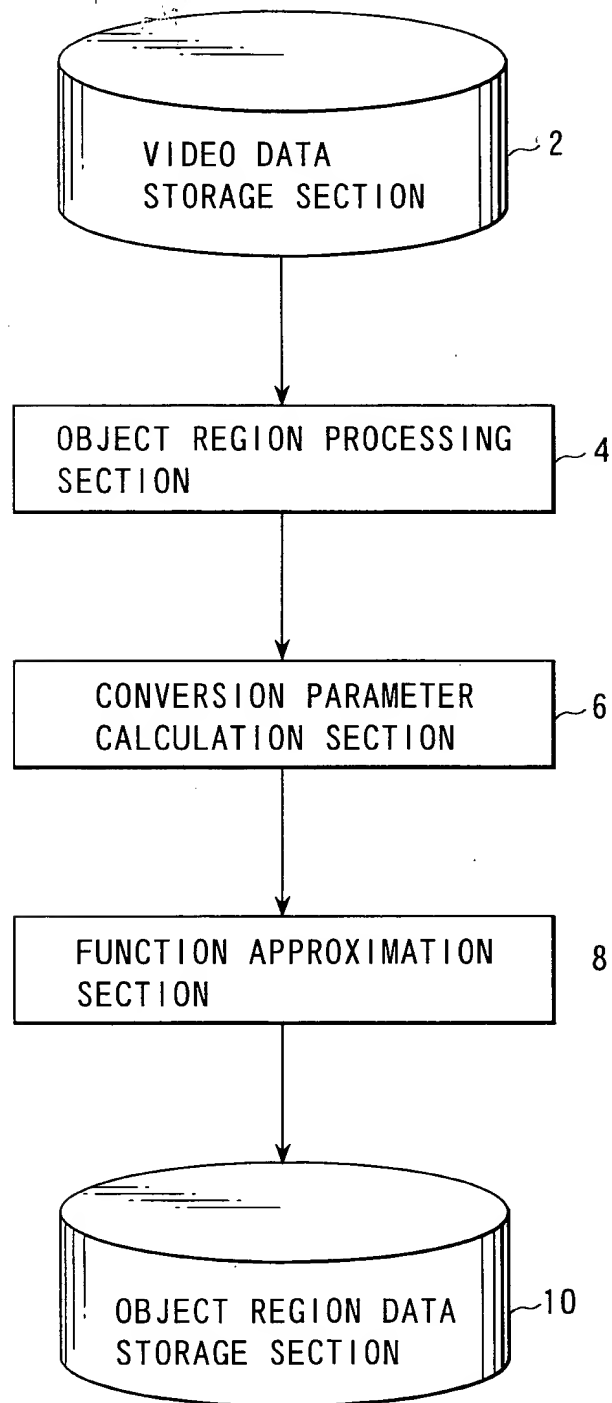 VIDEO DATA
STORAGE SECTION
2
OBJECT REGION PROCESSING
SECTION
4
CONVERSION PARAMETER
CALCULATION SECTION
6
FUNCTION APPROXIMATION
SECTION
8
OBJECT REGION DATA
STORAGE SECTION
10